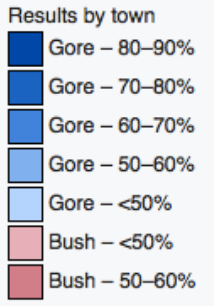 Results by town
Gore – 80–90%
Gore – 70–80%
Gore – 60–70%
Gore – 50–60%
Gore – <50%
Bush – <50%
Bush – 50–60%